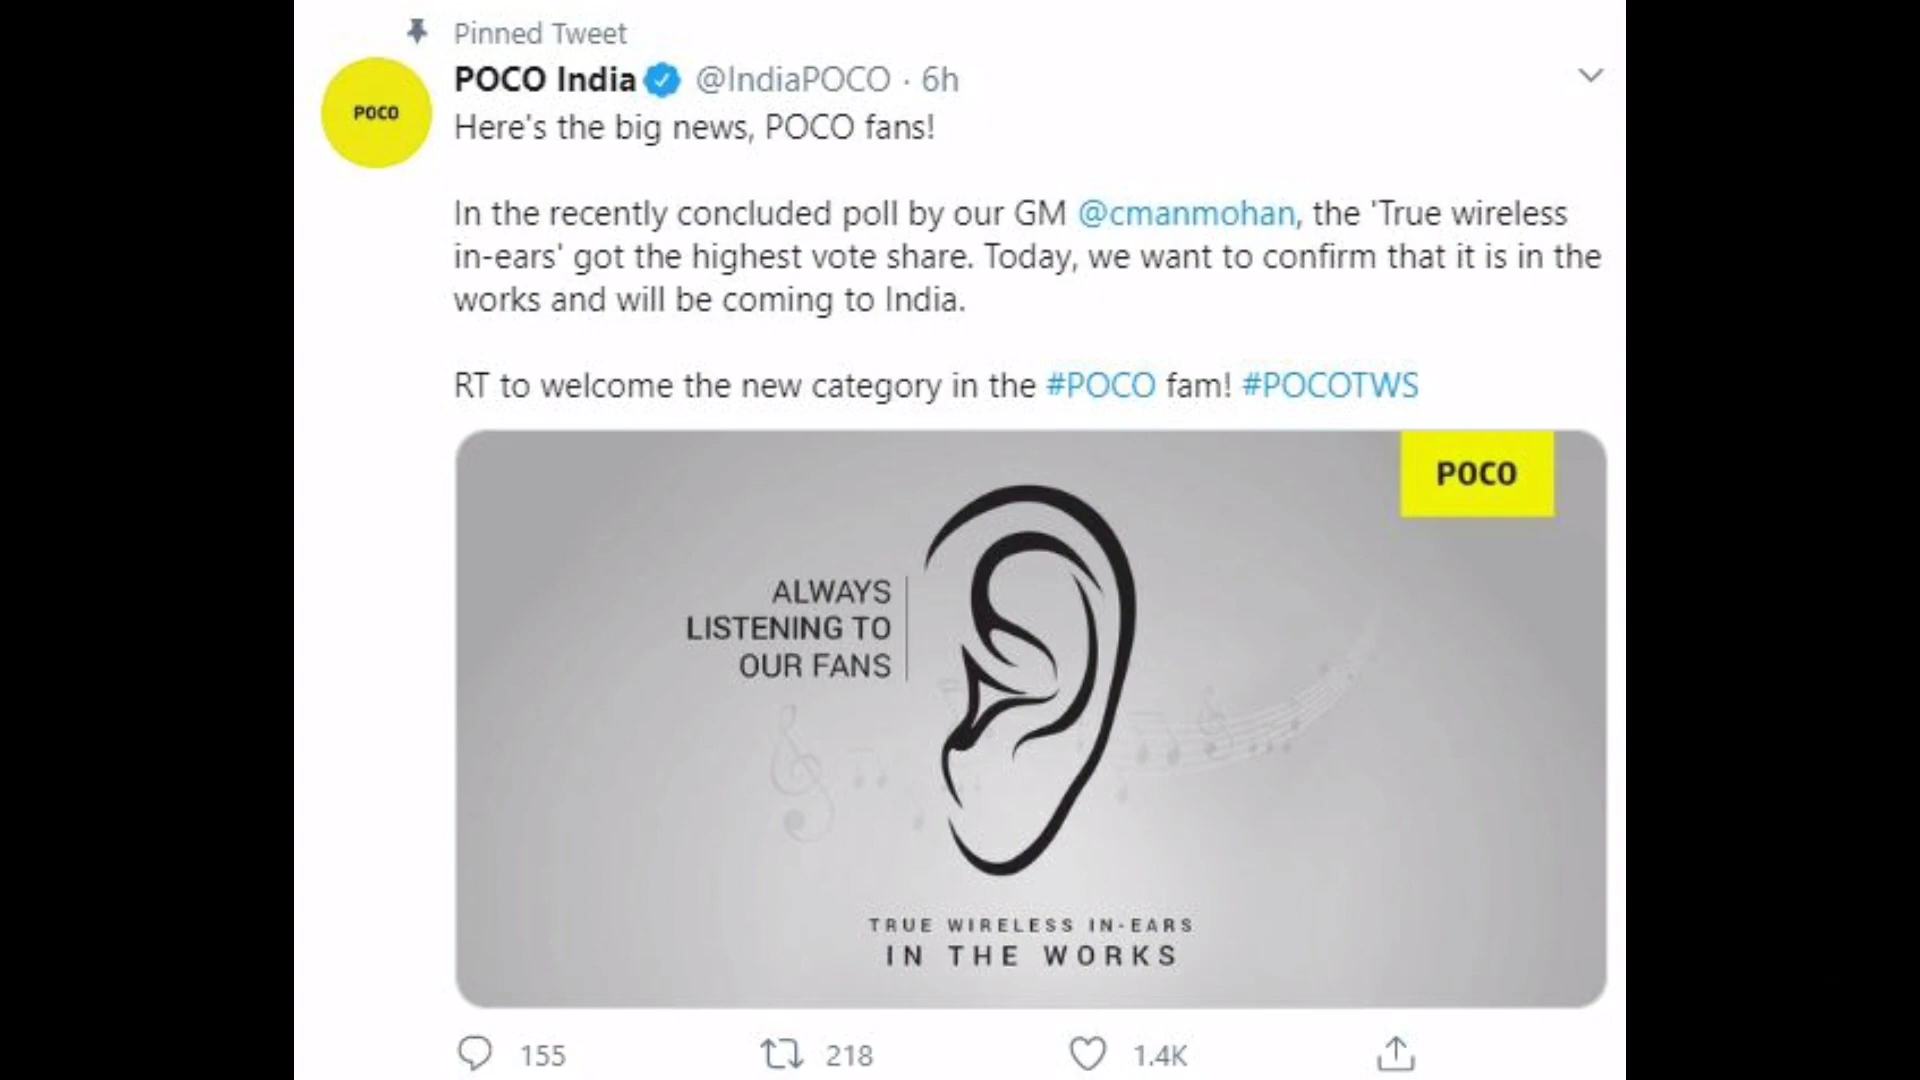 Pinned Tweet
POCO India @IndiaPOCO · 6h
POCO
Here's the big news, POCO fans!
In the recently concluded poll by our GM @cmanmohan, the 'True wireless
in-ears' got the highest vote share. Today, we want to confirm that it is in the
works and will be coming to India.
RT to welcome the new category in the #POCO fam! #POCOTWS
POCO
ALWAYS
LISTENING TO
OUR FANS
TRUE WIRELESS IN-EARS
IN THE WORKS
155 218 1.4K